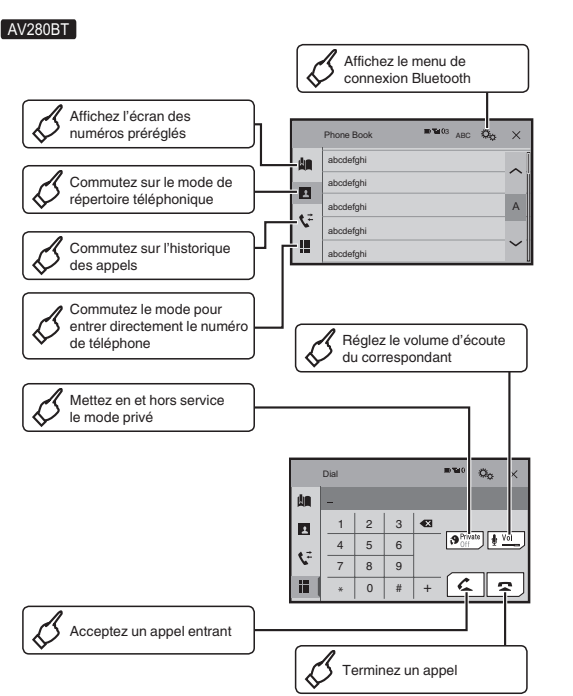 AV280BT
Affichez le menu de
connexion Bluetooth
Affichez l'écran des
numéros préréglés
Commutez sur le mode de
répertoire téléphonique
Commutez sur l'historique
des appels
Commutez le mode pour
entrer directement le numéro
de téléphone
Phone Book
ABC
abcdefghi
abcdefghi
abcdefghi
abcdefghi
abcdefghi
A
Réglez le volume d'écoute
du correspondant
Mettez en et hors service
le mode privé
Dial
_
1 2 3
4 5 6
7 8 9
* 0 # +
Private
Off
Vol
Acceptez un appel entrant
Terminez un appel